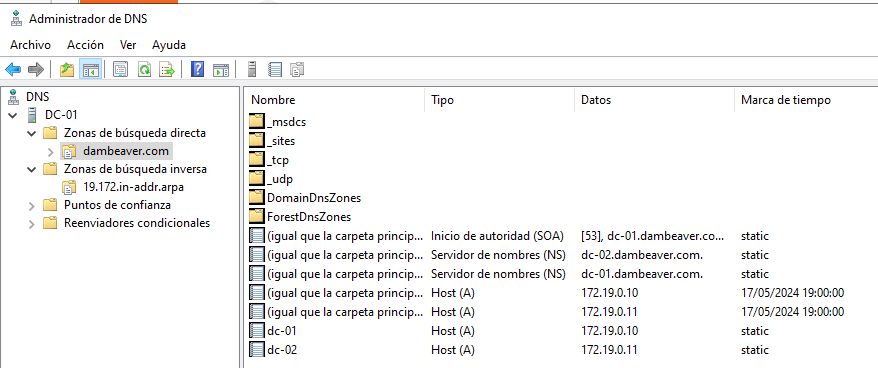 Administrador de DNS
Archivo Acción Ver Ayuda
DNS
DC-01
Zonas de búsqueda directa
dambeaver.com
Zonas de búsqueda inversa
19.172.in-addr.arpa
Puntos de confianza
Reenviadores condicionales
Nombre Tipo Datos Marca de tiempo
_msdcs
_sites
_tcp
_udp
DomainDnsZones
ForestDnsZones
(igual que la carpeta princip... Inicio de autoridad (SOA) [53], dc-01.dambeaver.co... static
(igual que la carpeta princip... Servidor de nombres (NS) dc-02.dambeaver.com. static
(igual que la carpeta princip... Servidor de nombres (NS) dc-01.dambeaver.com. static
(igual que la carpeta princip... Host (A) 172.19.0.10 17/05/2024 19:00:00
(igual que la carpeta princip... Host (A) 172.19.0.11 17/05/2024 19:00:00
dc-01 Host (A) 172.19.0.10 static
dc-02 Host (A) 172.19.0.11 static